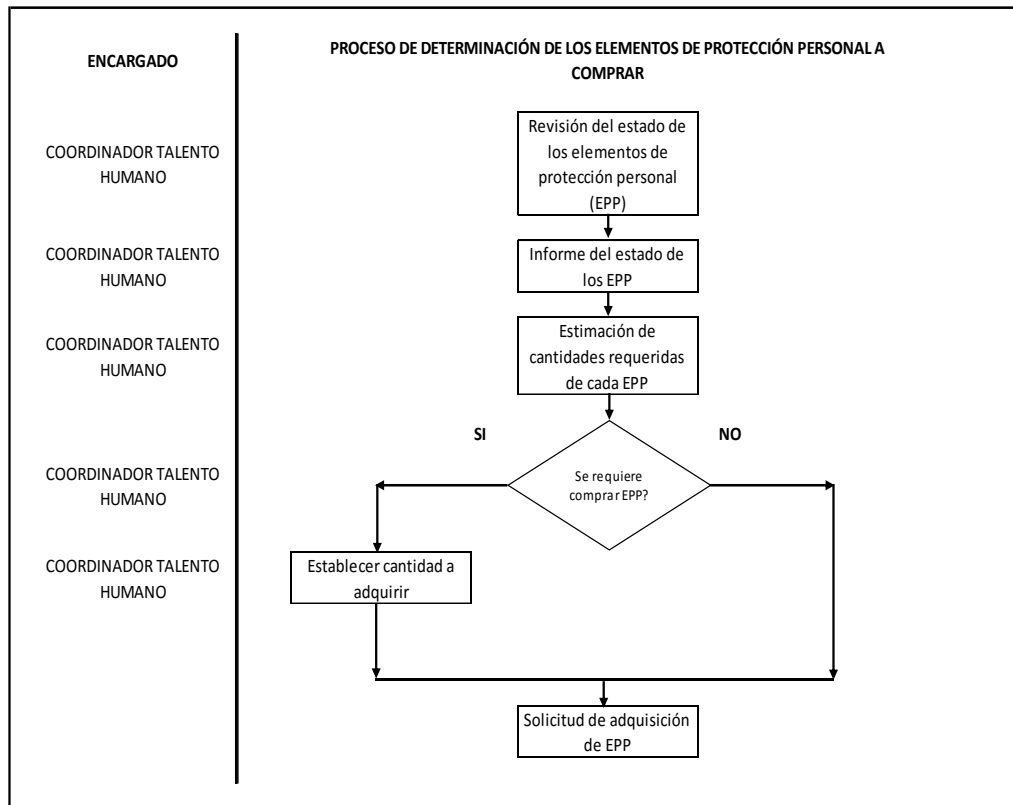 ENCARGADO
PROCESO DE DETERMINACIÓN DE LOS ELEMENTOS DE PROTECCIÓN PERSONAL A
COMPRAR
COORDINADOR TALENTO
HUMANO
Revisión del estado de
los elementos de
protección personal
(EPP)
COORDINADOR TALENTO
HUMANO
Informe del estado de
los EPP
COORDINADOR TALENTO
HUMANO
Estimación de
cantidades requeridas
de cada EPP
SI
NO
COORDINADOR TALENTO
HUMANO
Se requiere
comprar EPP?
COORDINADOR TALENTO
HUMANO
Establecer cantidad a
adquirir
Solicitud de adquisición
de EPP